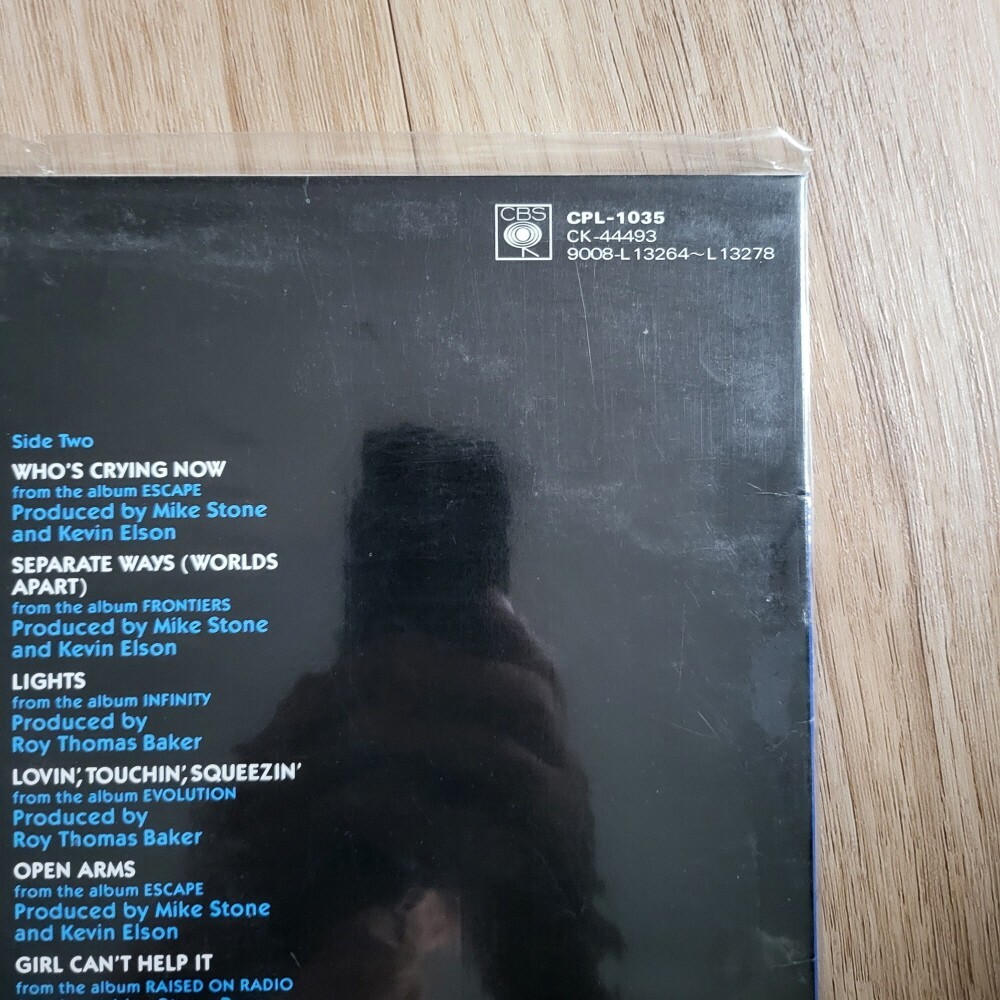 CBS
CPL-1035
CK-44493
9008-L13264~L13278
Side Two
WHO'S CRYING NOW
from the album ESCAPE
Produced by Mike Stone
and Kevin Elson
SEPARATE WAYS (WORLDS
APART)
from the album FRONTIERS
Produced by Mike Stone
and Kevin Elson
LIGHTS
from the album INFINITY
Produced by
Roy Thomas Baker
LOVIN', TOUCHIN', SQUEEZIN'
from the album EVOLUTION
Produced by
Roy Thomas Baker
OPEN ARMS
from the album ESCAPE
Produced by Mike Stone
and Kevin Elson
GIRL CAN'T HELP IT
from the album RAISED ON RADIO